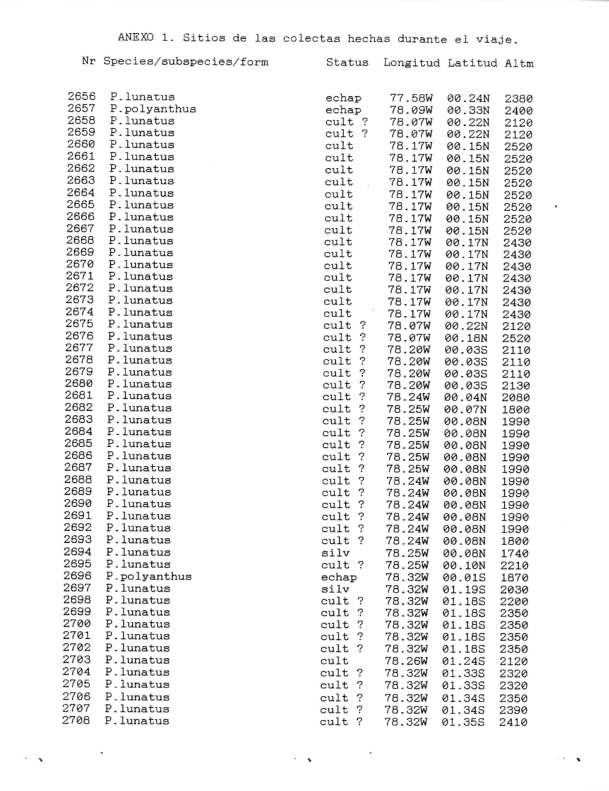 ANEXO 1. Sitios de las colectas hechas durante el viaje.
Nr Species/subspecies/form Status Longitud Latitud Altm
2656 P.lunatus echap 77.58W 00.24N 2380
2657 P.polyanthus echap 78.09W 00.33N 2400
2658 P.lunatus cult ? 78.07W 00.22N 2120
2659 P.lunatus cult ? 78.07W 00.22N 2120
2660 P.lunatus cult 78.17W 00.15N 2520
2661 P.lunatus cult 78.17W 00.15N 2520
2662 P.lunatus cult 78.17W 00.15N 2520
2663 P.lunatus cult 78.17W 00.15N 2520
2664 P.lunatus cult 78.17W 00.15N 2520
2665 P.lunatus cult 78.17W 00.15N 2520
2666 P.lunatus cult 78.17W 00.15N 2520
2667 P.lunatus cult 78.17W 00.15N 2520
2668 P.lunatus cult 78.17W 00.17N 2430
2669 P.lunatus cult 78.17W 00.17N 2430
2670 P.lunatus cult 78.17W 00.17N 2430
2671 P.lunatus cult 78.17W 00.17N 2430
2672 P.lunatus cult 78.17W 00.17N 2430
2673 P.lunatus cult 78.17W 00.17N 2430
2674 P.lunatus cult 78.17W 00.17N 2430
2675 P.lunatus cult ? 78.07W 00.22N 2120
2676 P.lunatus cult ? 78.07W 00.18N 2520
2677 P.lunatus cult ? 78.20W 00.03S 2110
2678 P.lunatus cult ? 78.20W 00.03S 2110
2679 P.lunatus cult ? 78.20W 00.03S 2110
2680 P.lunatus cult ? 78.20W 00.03S 2130
2681 P.lunatus cult ? 78.24W 00.04N 2080
2682 P.lunatus cult ? 78.25W 00.07N 1800
2683 P.lunatus cult ? 78.25W 00.08N 1990
2684 P.lunatus cult ? 78.25W 00.08N 1990
2685 P.lunatus cult ? 78.25W 00.08N 1990
2686 P.lunatus cult ? 78.25W 00.08N 1990
2687 P.lunatus cult ? 78.25W 00.08N 1990
2688 P.lunatus cult ? 78.24W 00.08N 1990
2689 P.lunatus cult ? 78.24W 00.08N 1990
2690 P.lunatus cult ? 78.24W 00.08N 1990
2691 P.lunatus cult ? 78.24W 00.08N 1990
2692 P.lunatus cult ? 78.24W 00.08N 1990
2693 P.lunatus cult ? 78.24W 00.08N 1800
2694 P.lunatus silv 78.25W 00.08N 1740
2695 P.lunatus cult ? 78.25W 00.10N 2210
2696 P.polyanthus echap 78.32W 00.01S 1870
2697 P.lunatus silv 78.32W 01.19S 2030
2698 P.lunatus cult ? 78.32W 01.18S 2200
2699 P.lunatus cult ? 78.32W 01.18S 2350
2700 P.lunatus cult ? 78.32W 01.18S 2350
2701 P.lunatus cult ? 78.32W 01.18S 2350
2702 P.lunatus cult ? 78.32W 01.18S 2350
2703 P.lunatus cult 78.26W 01.24S 2120
2704 P.lunatus cult ? 78.32W 01.33S 2320
2705 P.lunatus cult ? 78.32W 01.33S 2320
2706 P.lunatus cult ? 78.32W 01.34S 2350
2707 P.lunatus cult ? 78.32W 01.34S 2390
2708 P.lunatus cult ? 78.32W 01.35S 2410